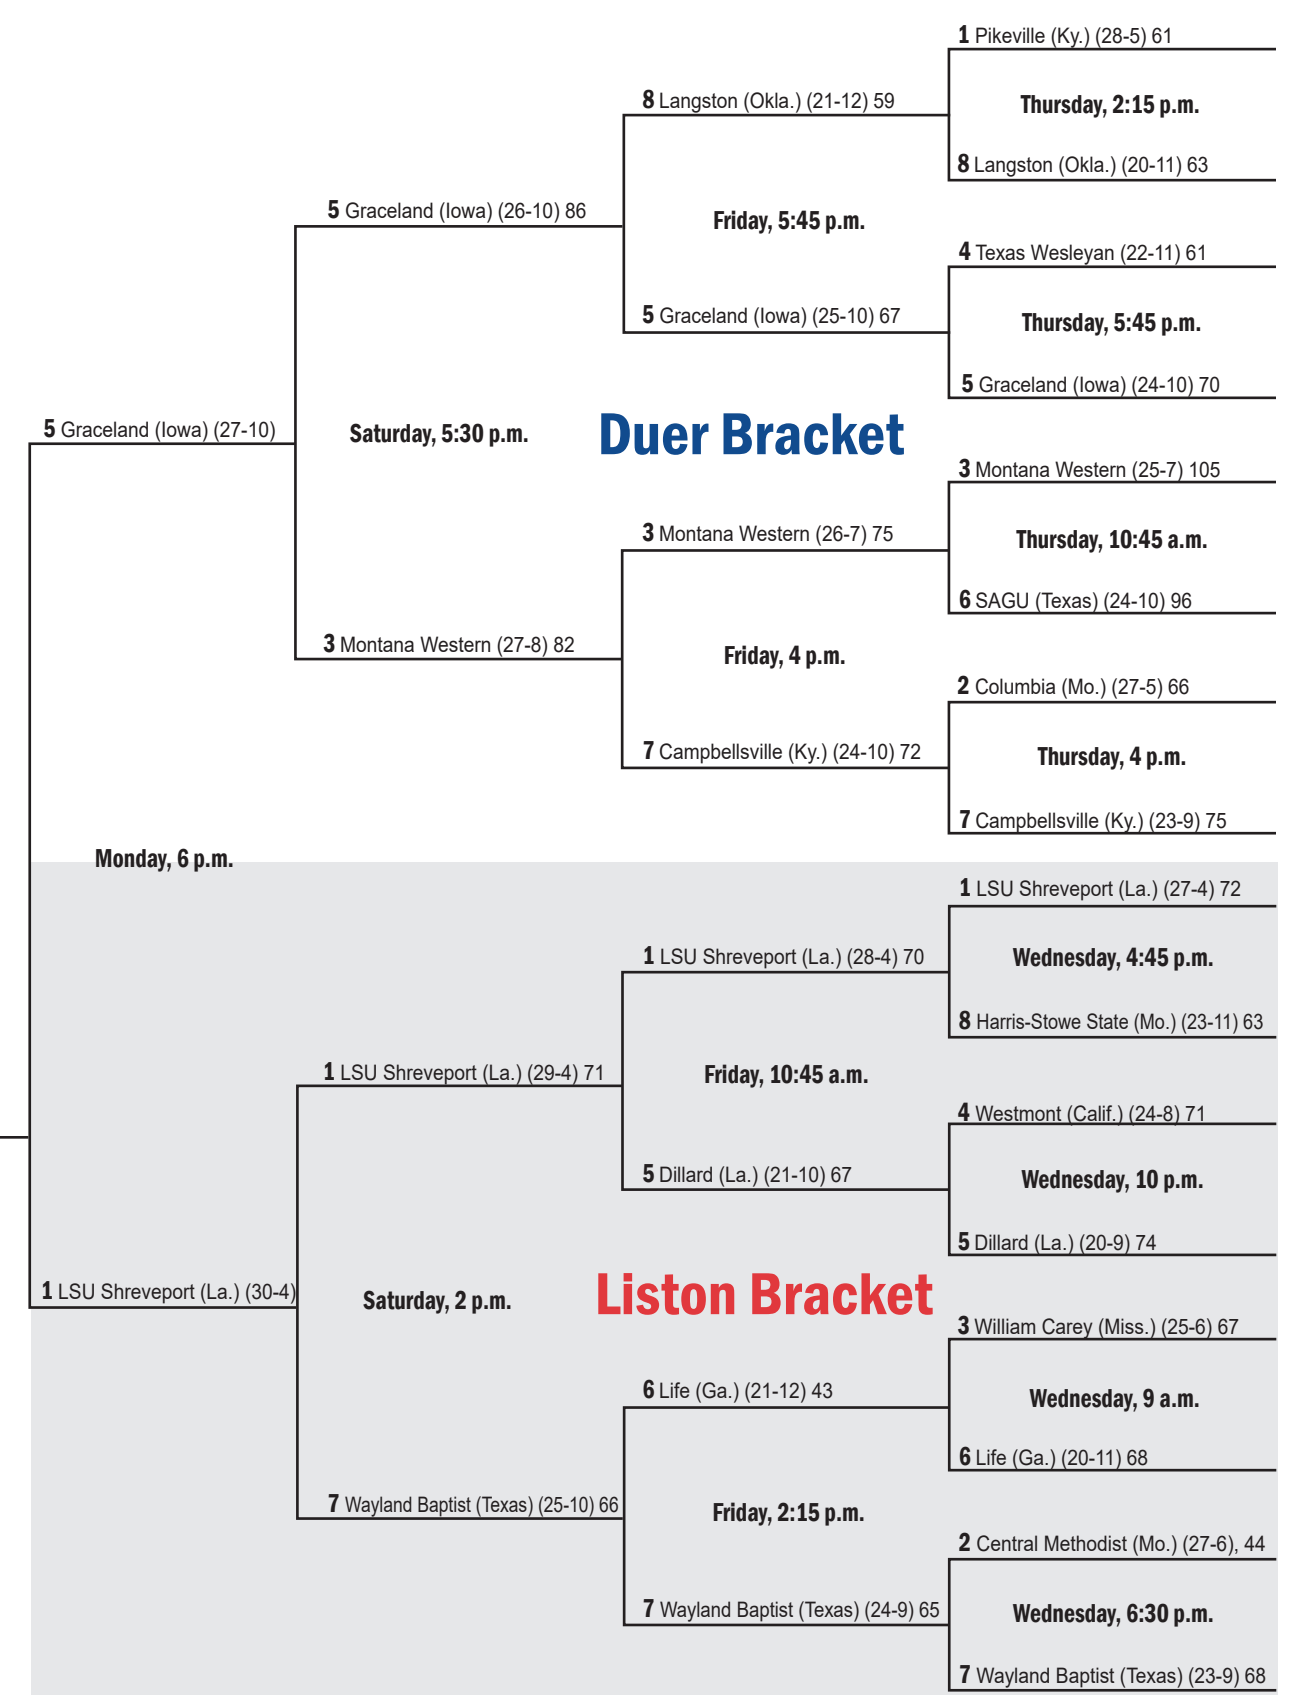 1 Pikeville (Ky.) (28-5) 61
8 Langston (Okla.) (21-12) 59
Thursday, 2:15 p.m.
8 Langston (Okla.) (20-11) 63
5 Graceland (Iowa) (26-10) 86
Friday, 5:45 p.m.
4 Texas Wesleyan (22-11) 61
5 Graceland (Iowa) (25-10) 67
Thursday, 5:45 p.m.
5 Graceland (Iowa) (24-10) 70
5 Graceland (Iowa) (27-10)
Saturday, 5:30 p.m.
Duer Bracket
3 Montana Western (25-7) 105
3 Montana Western (26-7) 75
Thursday, 10:45 a.m.
6 SAGU (Texas) (24-10) 96
3 Montana Western (27-8) 82
Friday, 4 p.m.
2 Columbia (Mo.) (27-5) 66
7 Campbellsville (Ky.) (24-10) 72
Thursday, 4 p.m.
7 Campbellsville (Ky.) (23-9) 75
Monday, 6 p.m.
1 LSU Shreveport (La.) (27-4) 72
1 LSU Shreveport (La.) (28-4) 70
Wednesday, 4:45 p.m.
8 Harris-Stowe State (Mo.) (23-11) 63
1 LSU Shreveport (La.) (29-4) 71
Friday, 10:45 a.m.
4 Westmont (Calif.) (24-8) 71
5 Dillard (La.) (21-10) 67
Wednesday, 10 p.m.
5 Dillard (La.) (20-9) 74
1 LSU Shreveport (La.) (30-4)
Saturday, 2 p.m.
Liston Bracket
3 William Carey (Miss.) (25-6) 67
6 Life (Ga.) (21-12) 43
Wednesday, 9 a.m.
6 Life (Ga.) (20-11) 68
7 Wayland Baptist (Texas) (25-10) 66
Friday, 2:15 p.m.
2 Central Methodist (Mo.) (27-6), 44
7 Wayland Baptist (Texas) (24-9) 65
Wednesday, 6:30 p.m.
7 Wayland Baptist (Texas) (23-9) 68